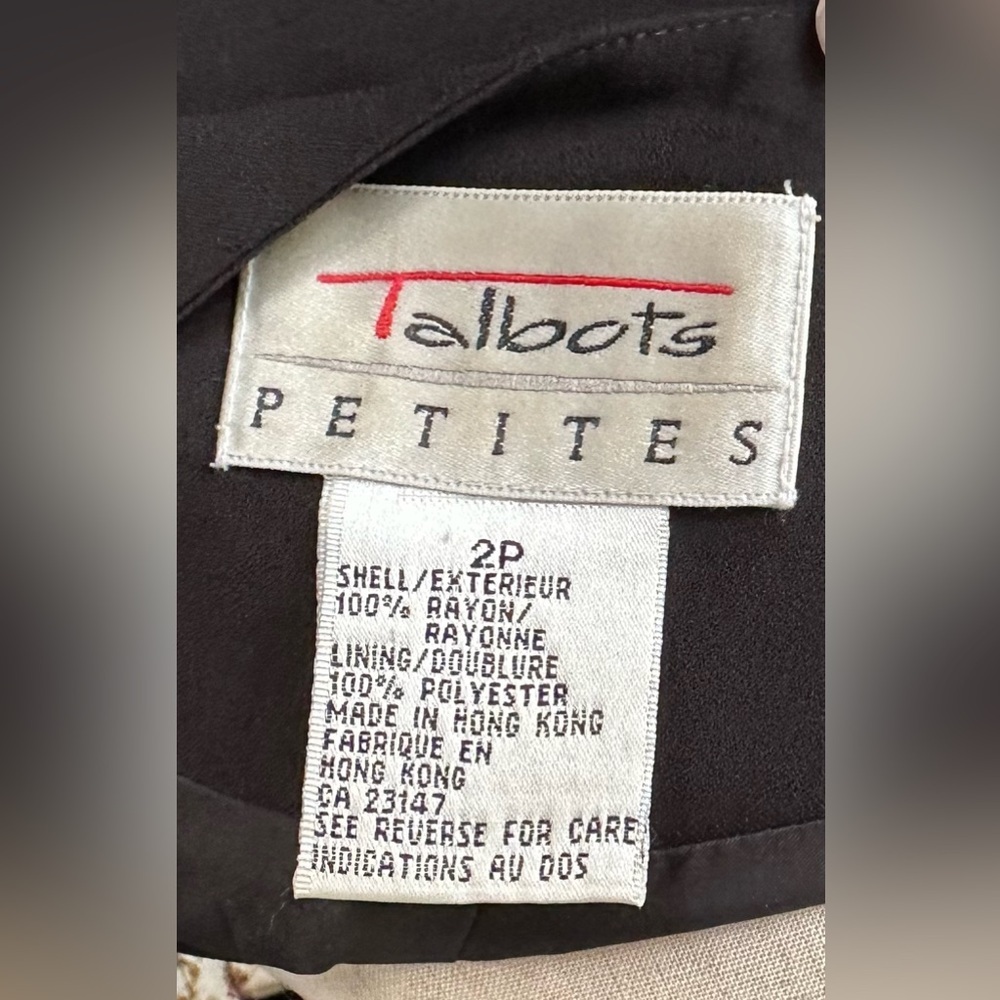 Talbots
PETITES
2P
SHELL/EXTERIEUR
100% RAYON/
RAYONNE
LINING/DOUBLURE
100% POLYESTER
MADE IN HONG KONG
FABRIQUE EN
HONG KONG
CA 23147
SEE REVERSE FOR CARE
INDICATIONS AU DOS